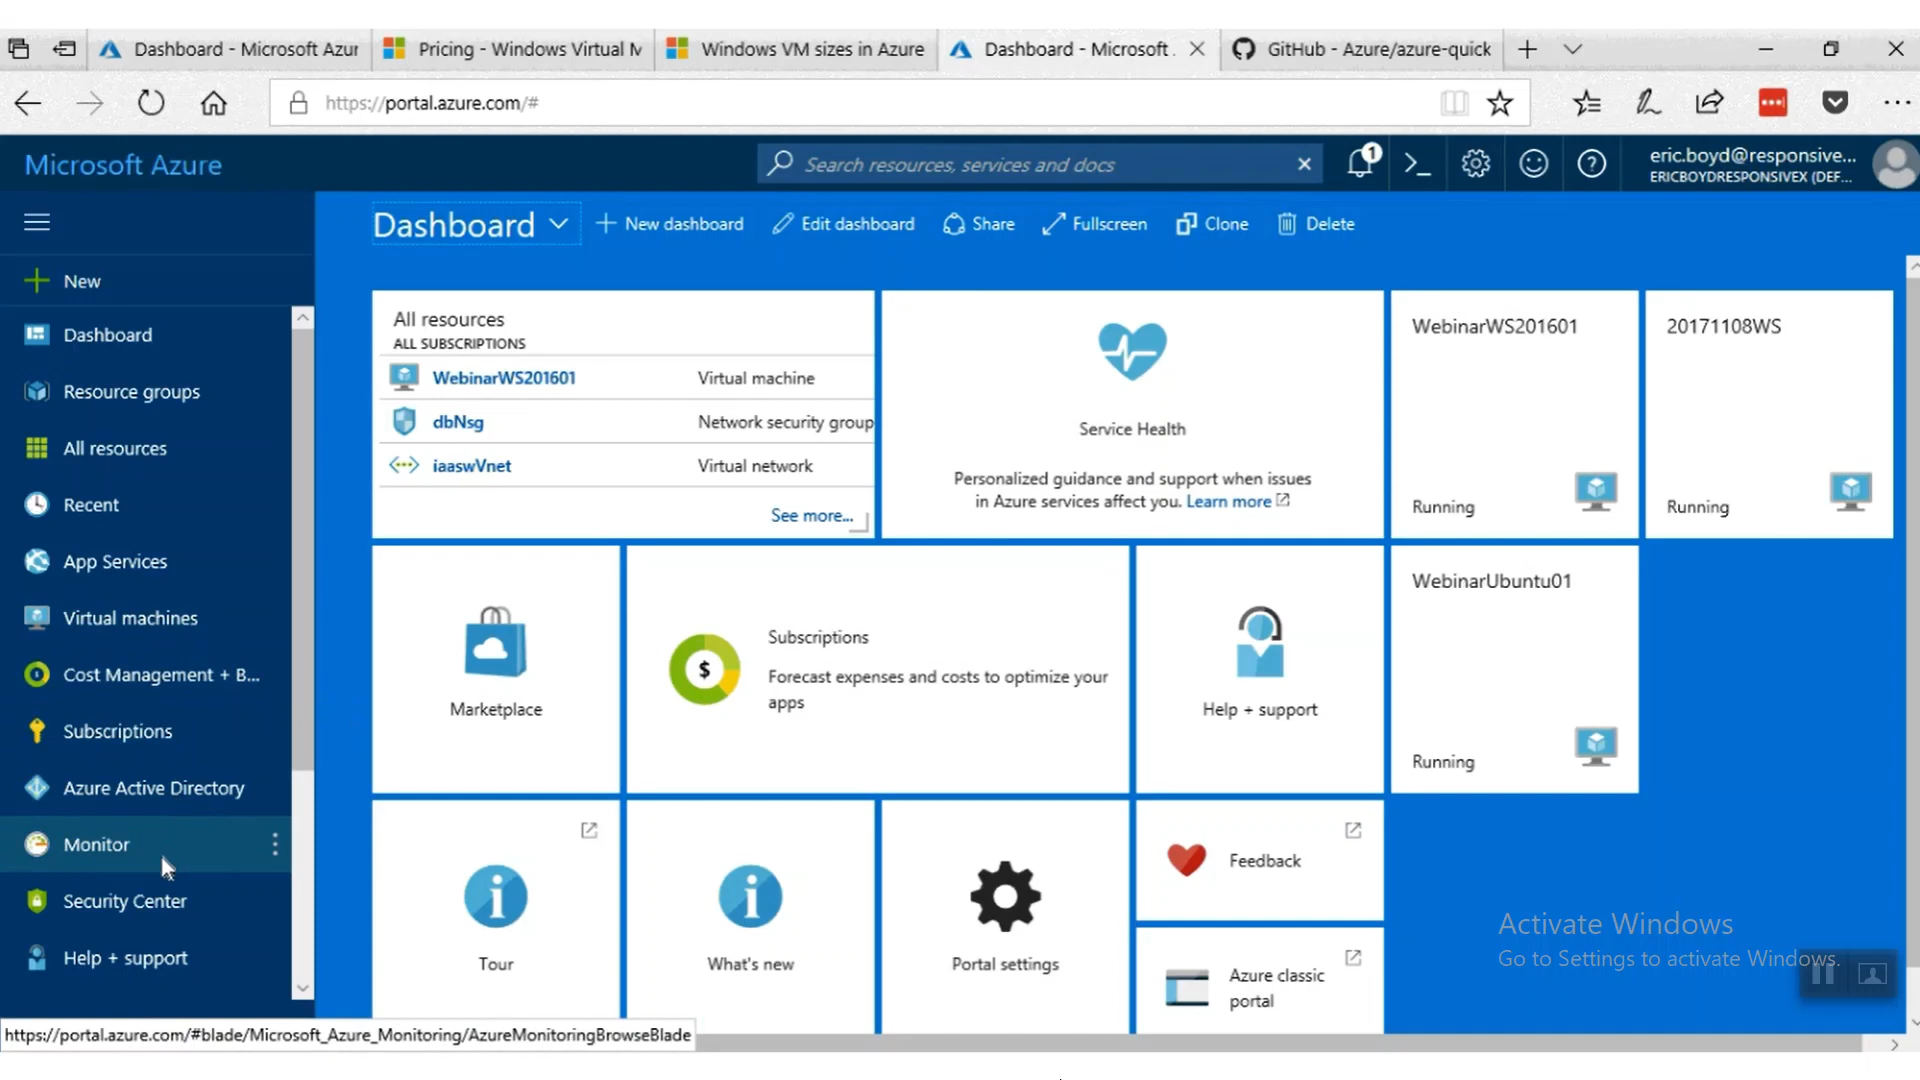 Dashboard - Microsoft Azur
Pricing - Windows Virtual M
Windows VM sizes in Azure
Dashboard - Microsoft.
GitHub - Azure/azure-quick
https://portal.azure.com/#
Microsoft Azure
Search resources, services and docs
1
eric.boyd@responsive...
ERICBOYDRESPONSIVEX (DEF...
Dashboard
New dashboard
Edit dashboard
Share
Fullscreen
Clone
Delete
New
Dashboard
Resource groups
All resources
Recent
App Services
Virtual machines
Cost Management + B...
Subscriptions
Azure Active Directory
Monitor
Security Center
Help + support
All resources
ALL SUBSCRIPTIONS
WebinarWS201601 Virtual machine
dbNsg Network security group
iaaswVnet Virtual network
See more...
Service Health
Personalized guidance and support when issues
in Azure services affect you. Learn more
WebinarWS201601
Running
20171108WS
Running
Marketplace
$
Subscriptions
Forecast expenses and costs to optimize your
apps
Help + support
WebinarUbuntu01
Running
Tour
What's new
Portal settings
Feedback
Azure classic
portal
Activate Windows
Go to Settings to activate Windows.
https://portal.azure.com/#blade/Microsoft_Azure_Monitoring/AzureMonitoringBrowseBlade